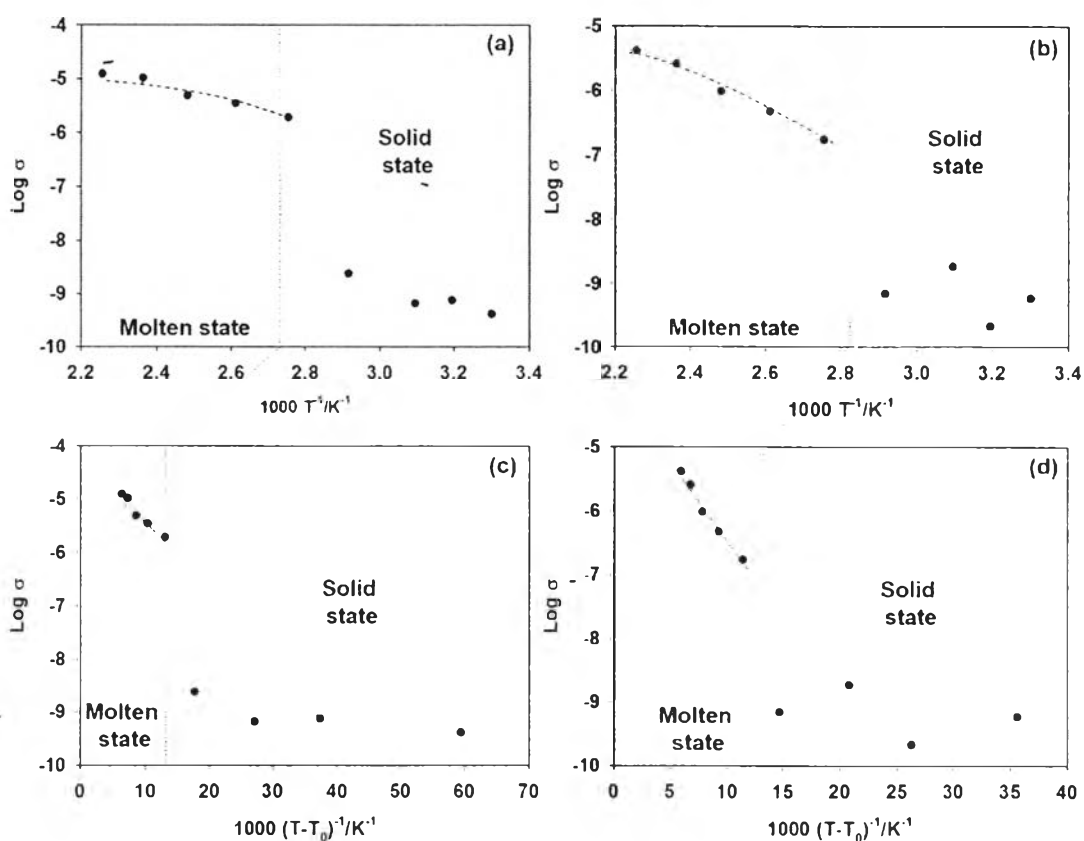 (a)
-4
-5
-6
-7
-8
-9
-10
Log σ
Solid
state
Molten state
2.2 2.4 2.6 2.8 3.0 3.2 3.4
1000 T⁻¹/K⁻¹
(b)
-5
-6
-7
-8
-9
-10
Log σ
Solid
state
Molten state
2.2 2.4 2.6 2.8 3.0 3.2 3.4
1000 T⁻¹/K⁻¹
(c)
-4
-5
-6
-7
-8
-9
-10
Log σ
Solid
state
Molten
state
0 10 20 30 40 50 60 70
1000 (T-T₀)⁻¹/K⁻¹
(d)
-5
-6
-7
-8
-9
-10
Log σ
Solid
state
Molten
state
0 5 10 15 20 25 30 35 40
1000 (T-T₀)⁻¹/K⁻¹